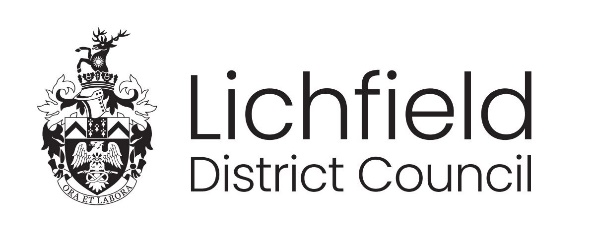 Lichfield
District Council
ORA ET LABORA